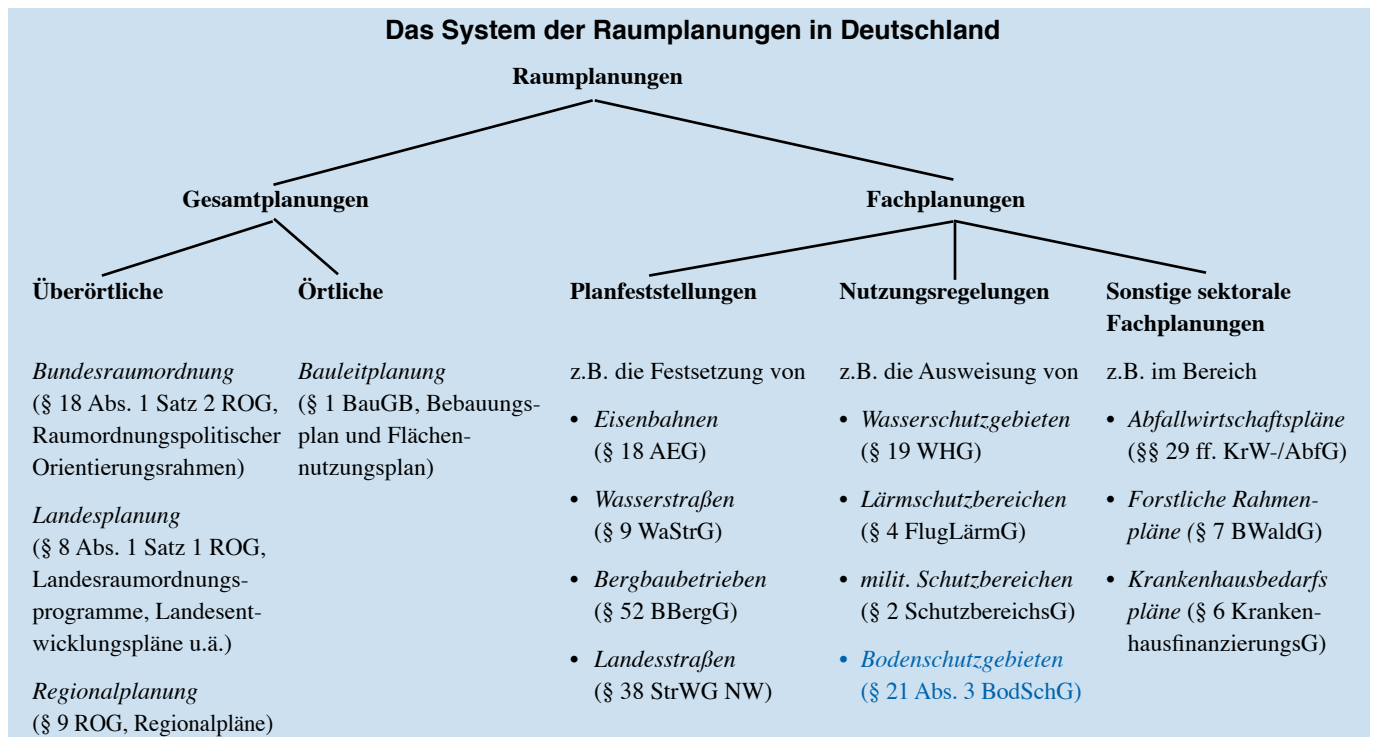 Das System der Raumplanungen in Deutschland
Raumplanungen
Gesamtplanungen
Fachplanungen
Überörtliche
Örtliche
Planfeststellungen
Nutzungsregelungen
Sonstige sektorale
Fachplanungen
Bundesraumordnung
(§ 18 Abs. 1 Satz 2 ROG,
Raumordnungspolitischer
Orientierungsrahmen)
Landesplanung
(§ 8 Abs. 1 Satz 1 ROG,
Landesraumordnungs-
programme, Landesent-
wicklungspläne u.ä.)
Regionalplanung
(§ 9 ROG, Regionalpläne)
Bauleitplanung
(§ 1 BauGB, Bebauungs-
plan und Flächen-
nutzungsplan)
z.B. die Festsetzung von
• Eisenbahnen
(§ 18 AEG)
• Wasserstraßen
(§ 9 WaStrG)
• Bergbaubetrieben
(§ 52 BBergG)
• Landesstraßen
(§ 38 StrWG NW)
z.B. die Ausweisung von
• Wasserschutzgebieten
(§ 19 WHG)
• Lärmschutzbereichen
(§ 4 FlugLärmG)
• milit. Schutzbereichen
(§ 2 SchutzbereichsG)
• Bodenschutzgebieten
(§ 21 Abs. 3 BodSchG)
z.B. im Bereich
• Abfallwirtschaftspläne
(§§ 29 ff. KrW-/AbfG)
• Forstliche Rahmen-
pläne (§ 7 BWaldG)
• Krankenhausbedarfs
pläne (§ 6 Kranken-
hausfinanzierungsG)